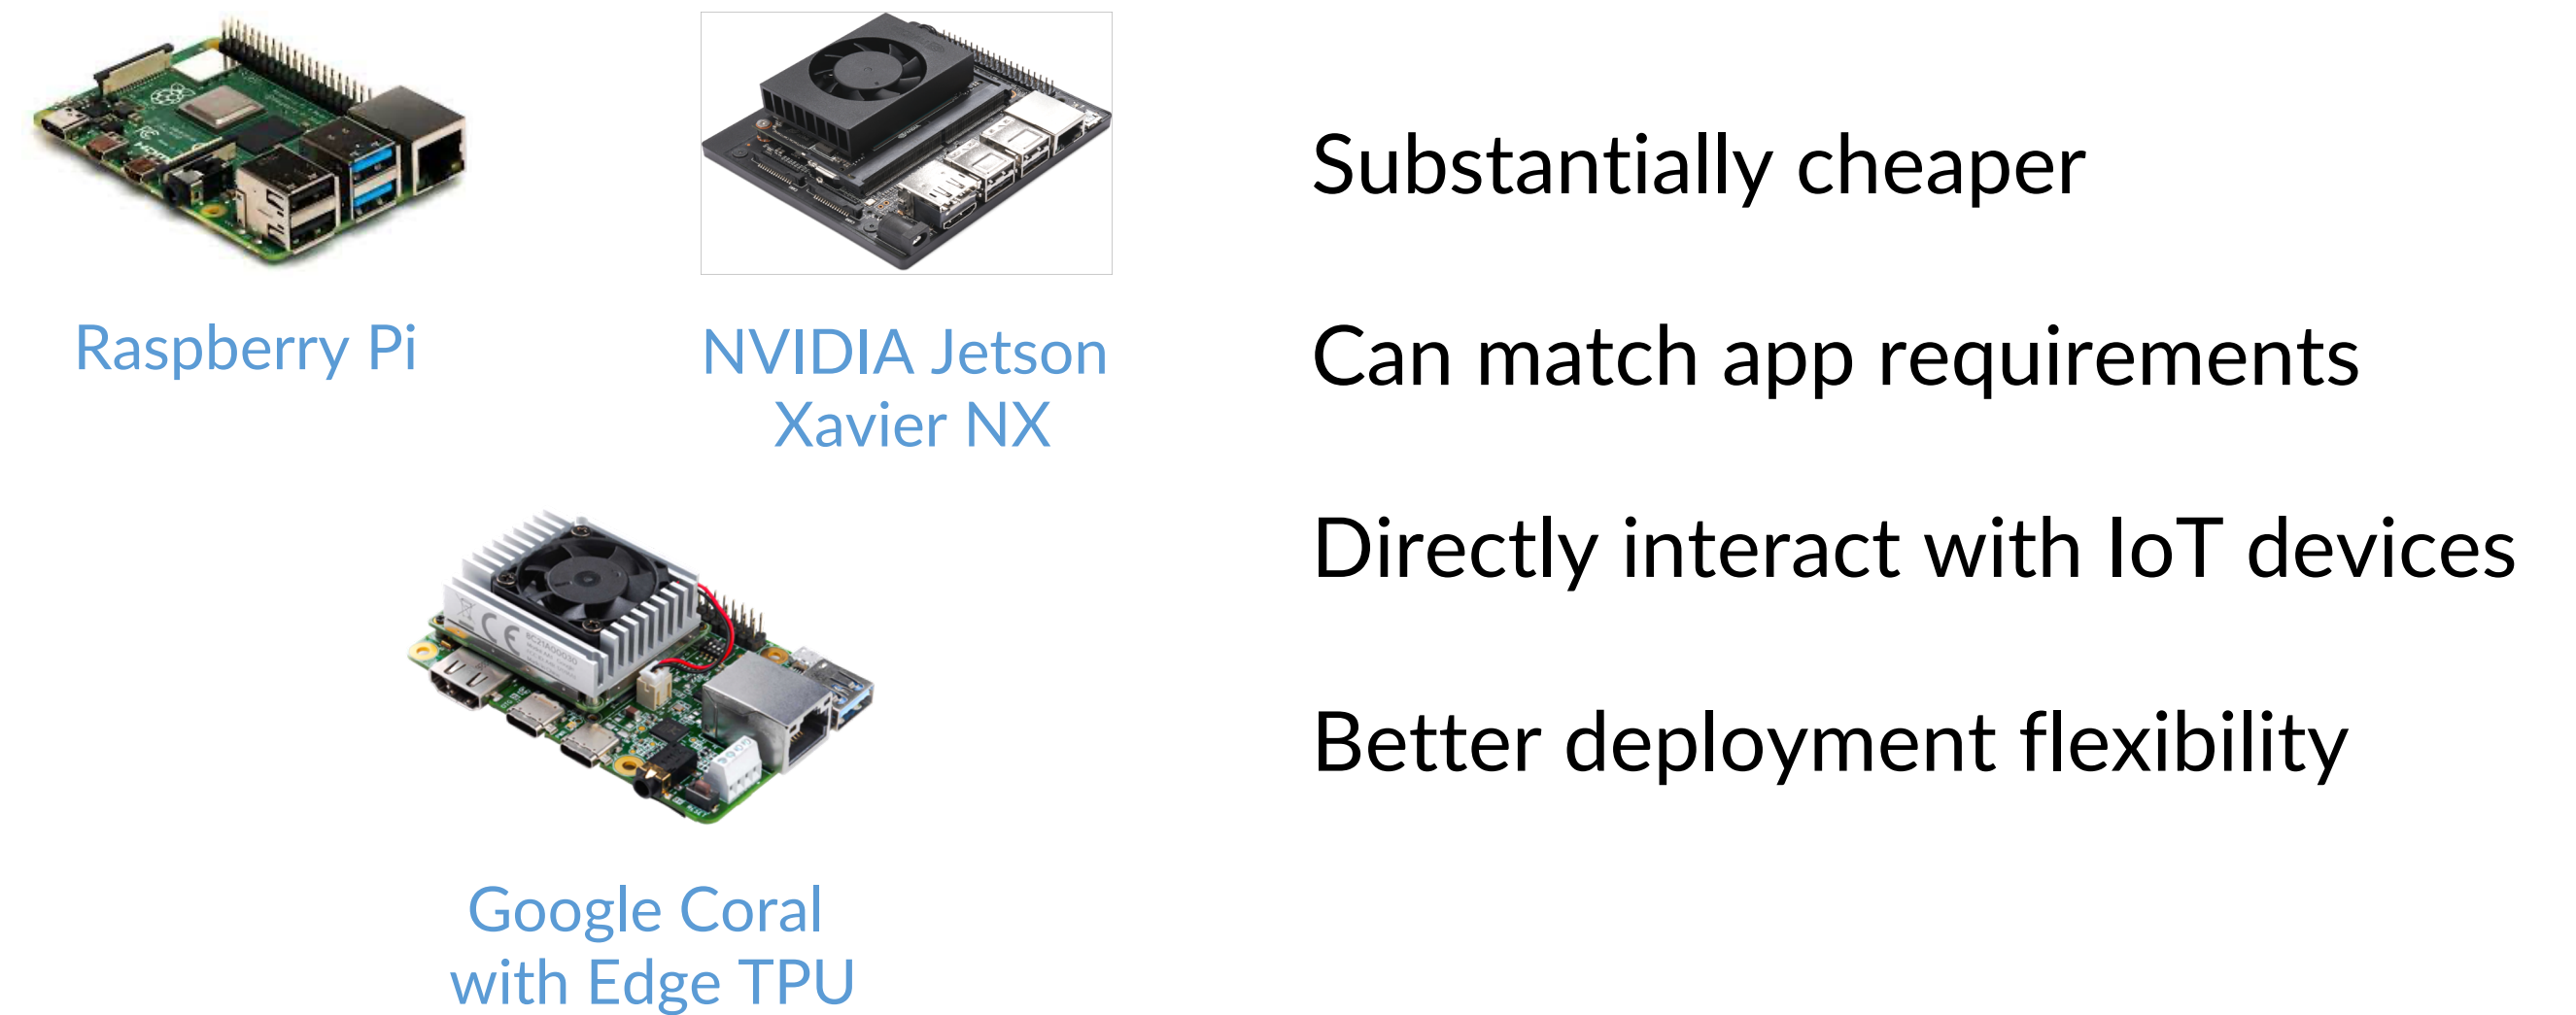 Raspberry Pi
NVIDIA Jetson
Xavier NX
Google Coral
with Edge TPU
Substantially cheaper
Can match app requirements
Directly interact with IoT devices
Better deployment flexibility